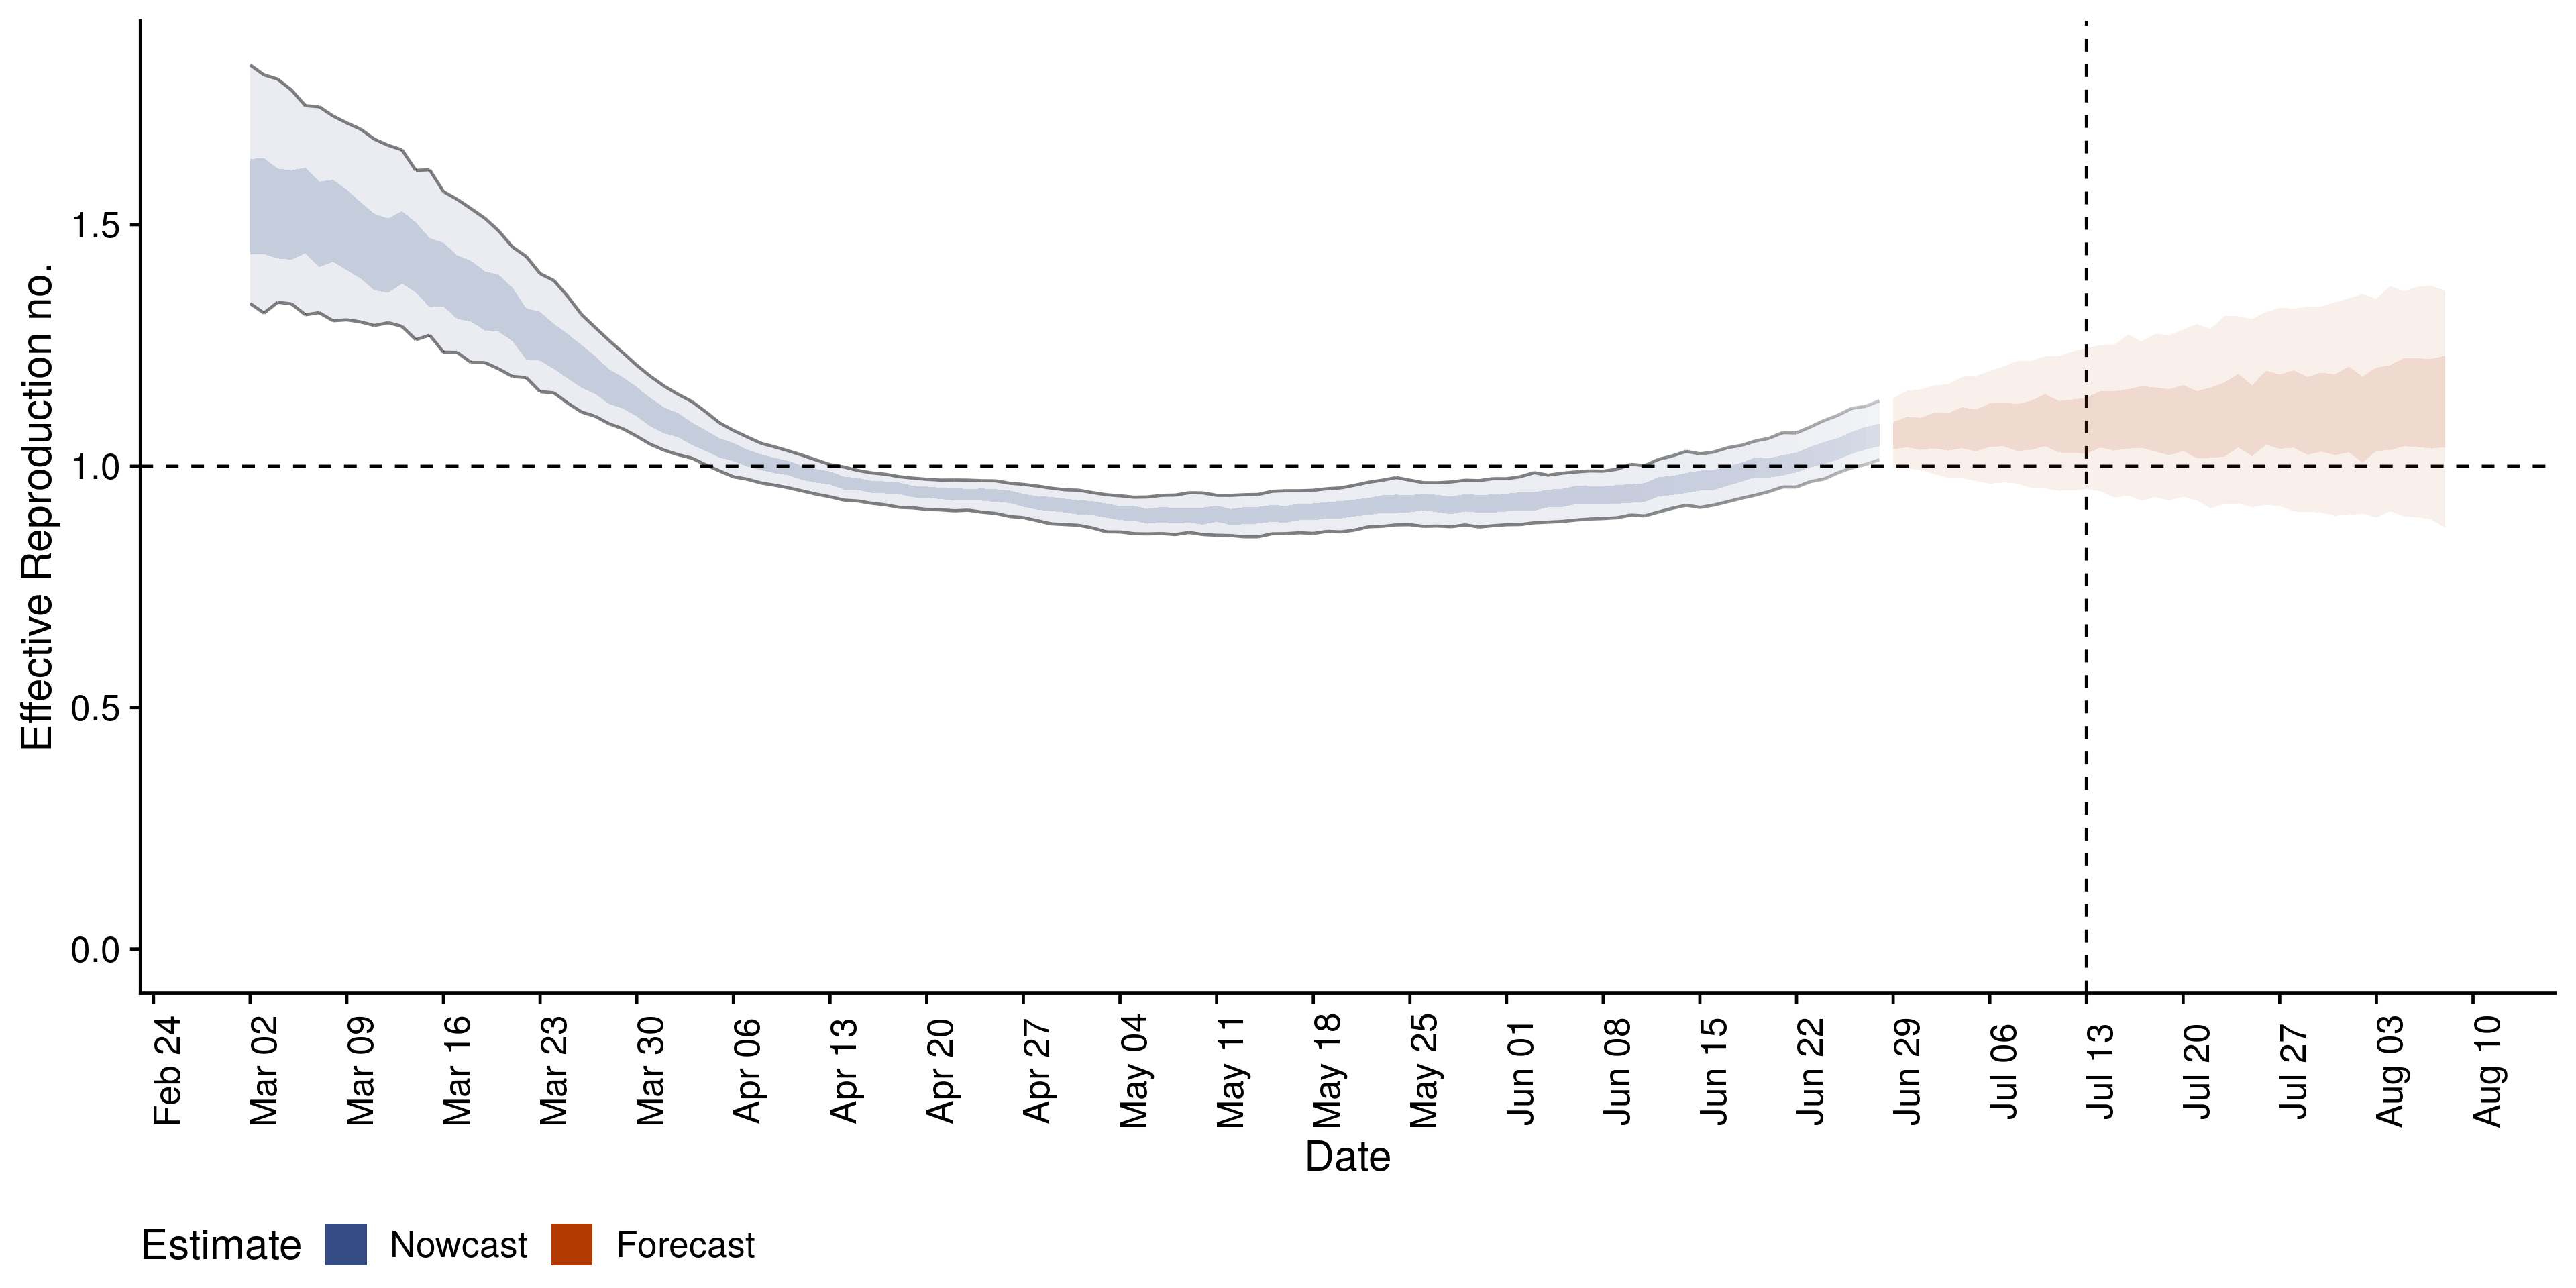 Effective Reproduction no.
1.5
1.0
0.5
0.0
Feb 24
Mar 02
Mar 09
Mar 16
Mar 23
Mar 30
Apr 06
Apr 13
Apr 20
Apr 27
May 04
May 11
May 18
May 25
Jun 01
Jun 08
Jun 15
Jun 22
Jun 29
Jul 06
Jul 13
Jul 20
Jul 27
Aug 03
Aug 10
Date
Estimate Nowcast Forecast